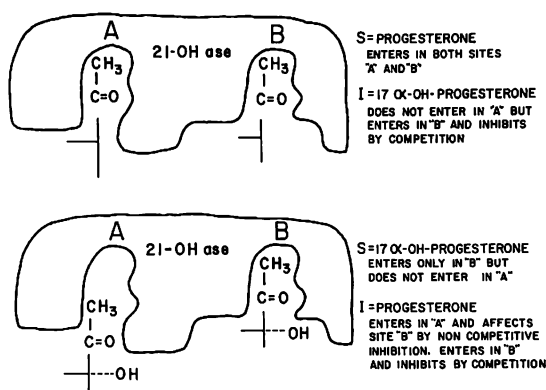 A
B
21-OH ase
CH3
C=O
CH3
C=O
S=PROGESTERONE
ENTERS IN BOTH SITES
"A" AND "B"
I=17 α-OH-PROGESTERONE
DOES NOT ENTER IN "A" BUT
ENTERS IN "B" AND INHIBITS
BY COMPETITION
A
B
21-OH ase
CH3
C=O
OH
CH3
C=O
OH
S=17 α-OH-PROGESTERONE
ENTERS ONLY IN "B" BUT
DOES NOT ENTER IN "A"
I=PROGESTERONE
ENTERS IN "A" AND AFFECTS
SITE "B" BY NON COMPETITIVE
INHIBITION. ENTERS IN "B"
AND INHIBITS BY COMPETITION